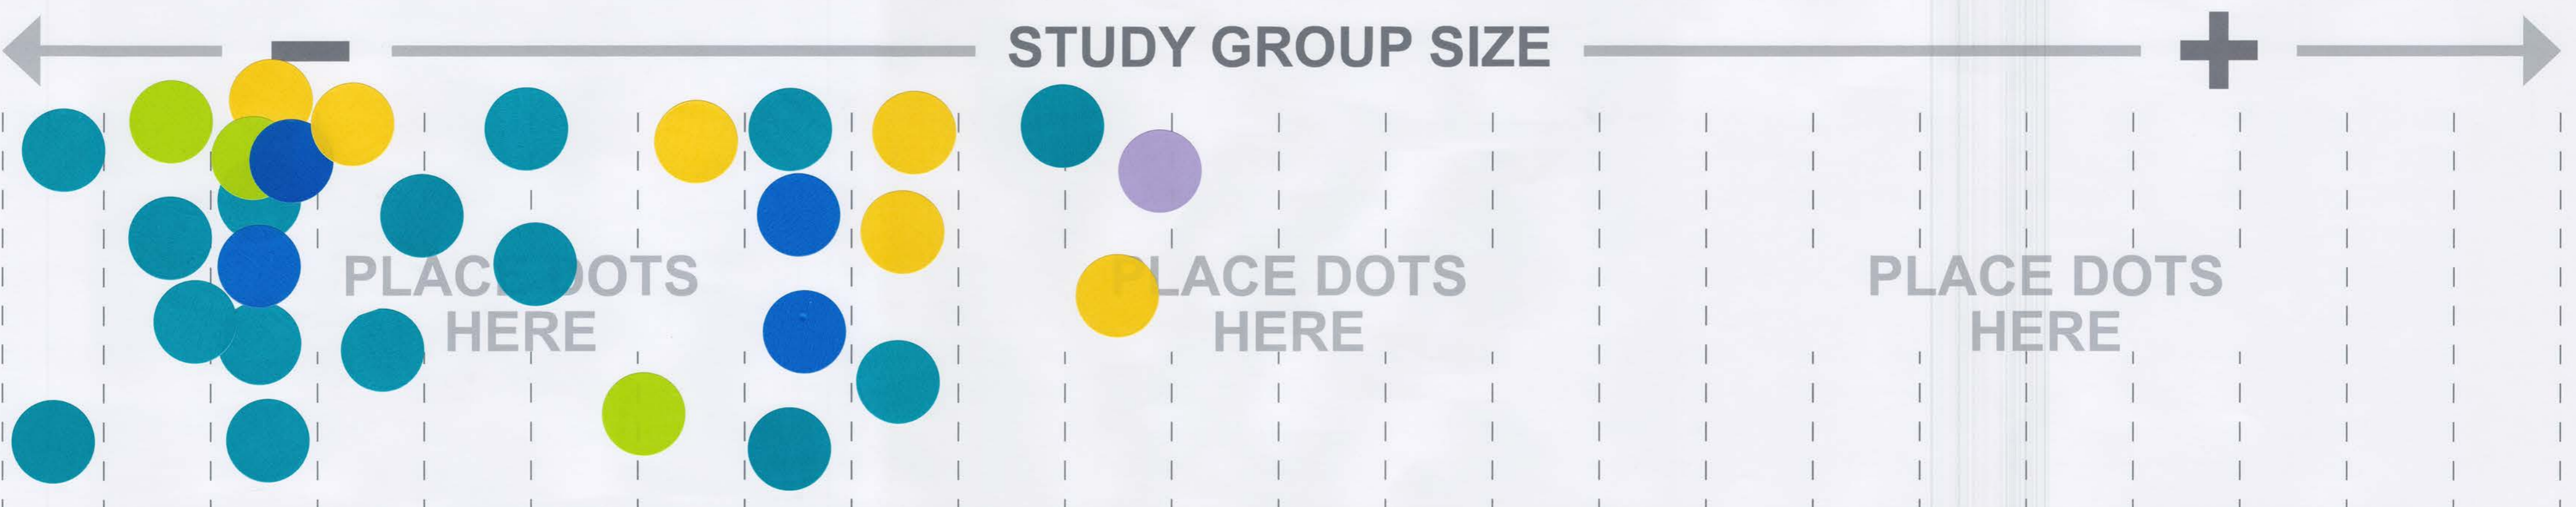 − STUDY GROUP SIZE +
PLACE DOTS
HERE
PLACE DOTS
HERE
PLACE DOTS
HERE